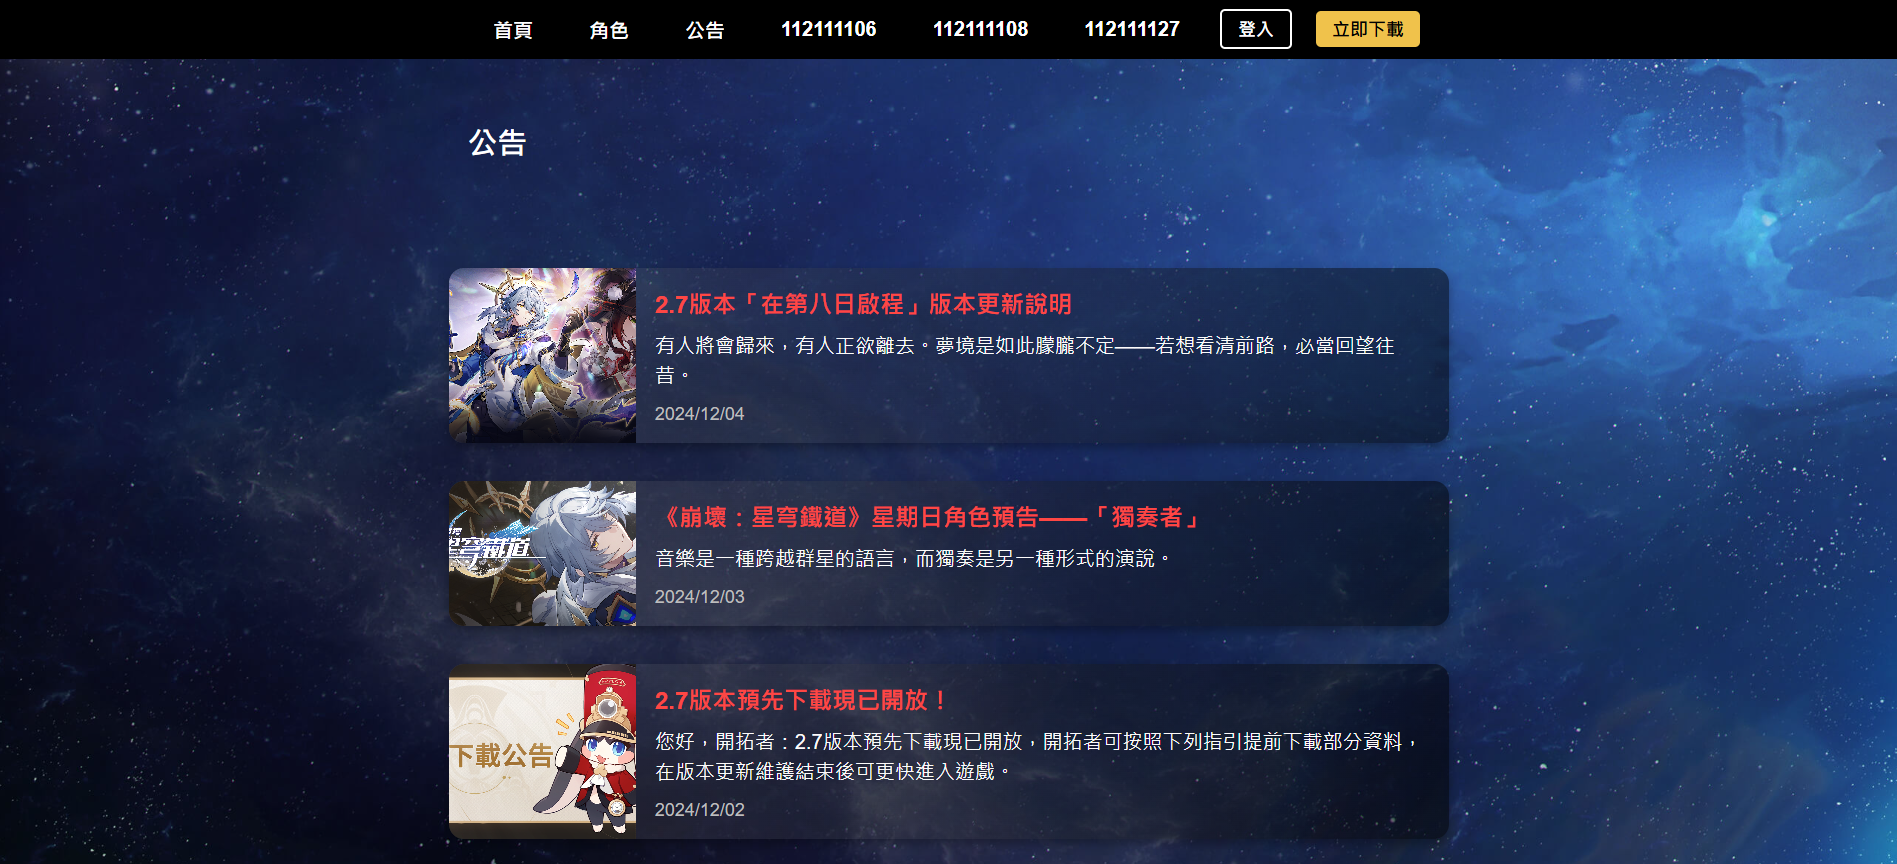 首頁 角色 公告 112111106 112111108 112111127 登入 立即下載
公告
2.7版本「在第八日啟程」版本更新說明
有人將會歸來，有人正欲離去。夢境是如此朦朧不定——若想看清前路，必當回望往
昔。
2024/12/04
《崩壞：星穹鐵道》星期日角色預告——「獨奏者」
音樂是一種跨越群星的語言，而獨奏是另一種形式的演說。
2024/12/03
穹鐵道
2.7版本預先下載現已開放！
您好，開拓者：2.7版本預先下載現已開放，開拓者可按照下列指引提前下載部分資料，
在版本更新維護結束後可更快進入遊戲。
2024/12/02
下載公告